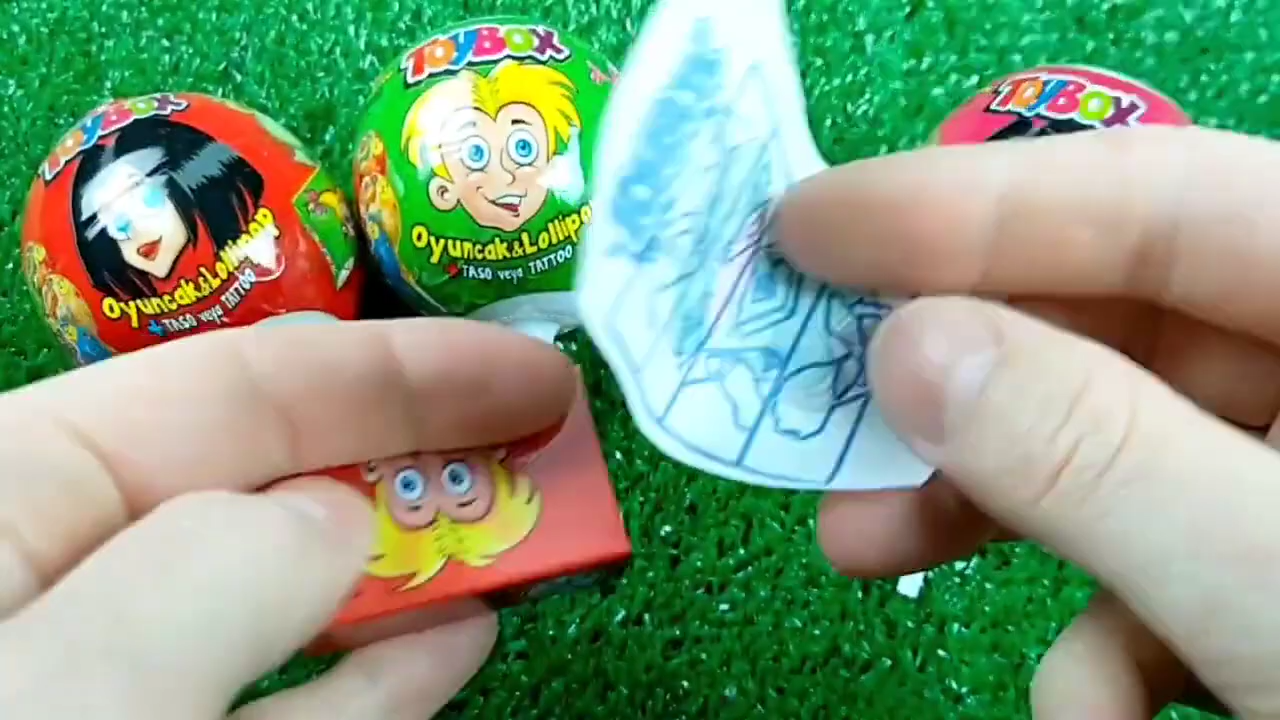 ToyBox
Oyuncak&Lollipop
+ TASO veya TATTOO
ToyBox
Oyuncak&Lollipo
+ TASO veya TATTOO
ToyBox